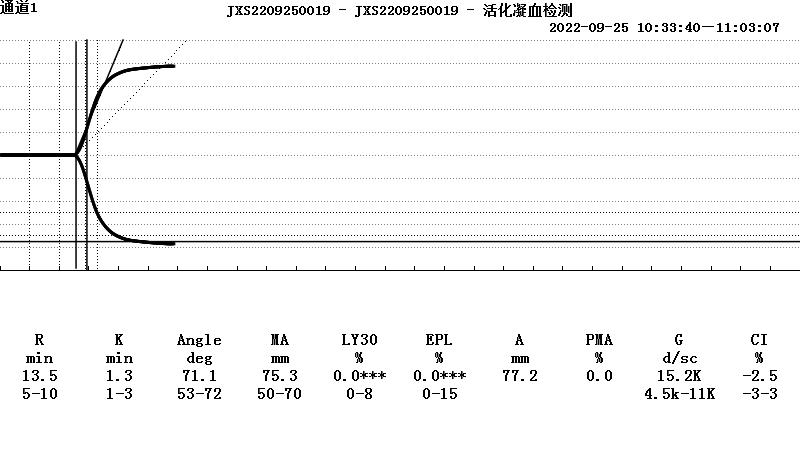 通道1
JXS2209250019 - JXS2209250019 - 活化凝血检测
2022-09-25 10:33:40—11:03:07
R K Angle MA LY30 EPL A PMA G CI
min min deg mm % % mm % d/sc %
13.5 1.3 71.1 75.3 0.0*** 0.0*** 77.2 0.0 15.2K -2.5
5-10 1-3 53-72 50-70 0-8 0-15 4.5k-11K -3-3